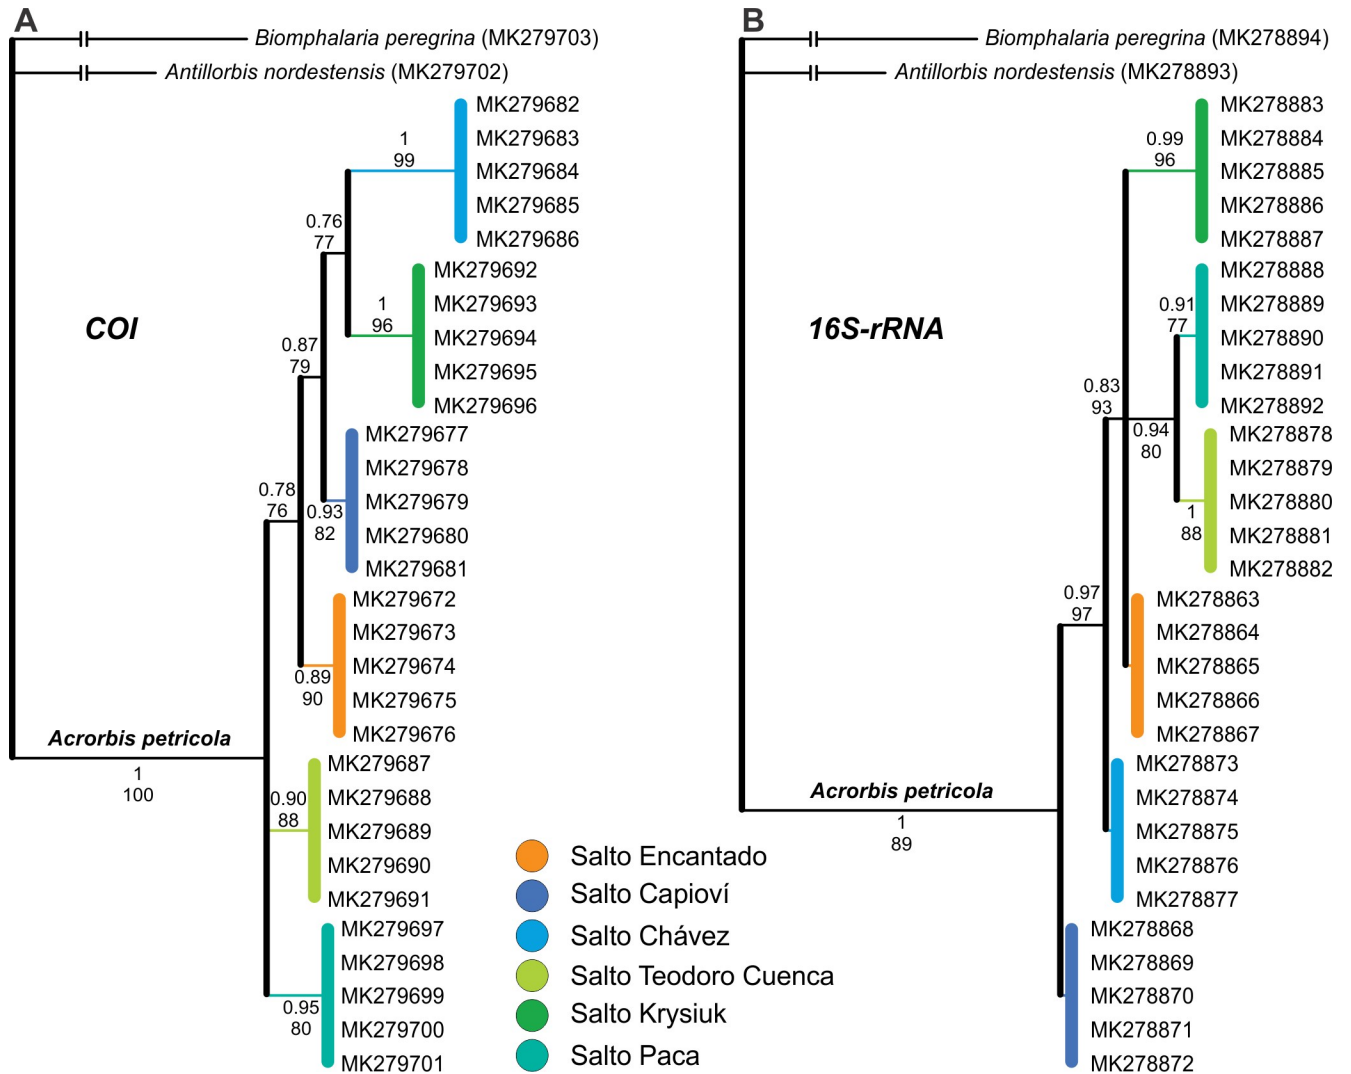 A
Biomphalaria peregrina (MK279703)
Antillorbis nordestensis (MK279702)
MK279682
MK279683
1
99
MK279684
MK279685
MK279686
0.76
77
MK279692
MK279693
1
96
MK279694
MK279695
MK279696
COI
0.87
79
MK279677
MK279678
MK279679
MK279680
MK279681
0.93
82
0.78
76
MK279672
MK279673
MK279674
MK279675
MK279676
0.89
90
Acrorbis petricola
1
100
MK279687
MK279688
MK279689
MK279690
MK279691
0.90
88
MK279697
MK279698
MK279699
MK279700
MK279701
0.95
80
Salto Encantado
Salto Capioví
Salto Chávez
Salto Teodoro Cuenca
Salto Krysiuk
Salto Paca
B
Biomphalaria peregrina (MK278894)
Antillorbis nordestensis (MK278893)
MK278883
MK278884
0.99
96
MK278885
MK278886
MK278887
MK278888
MK278889
0.91
77
MK278890
MK278891
MK278892
16S-rRNA
0.83
93
0.94
80
MK278878
MK278879
MK278880
MK278881
MK278882
1
88
0.97
97
MK278863
MK278864
MK278865
MK278866
MK278867
Acrorbis petricola
1
89
MK278873
MK278874
MK278875
MK278876
MK278877
MK278868
MK278869
MK278870
MK278871
MK278872